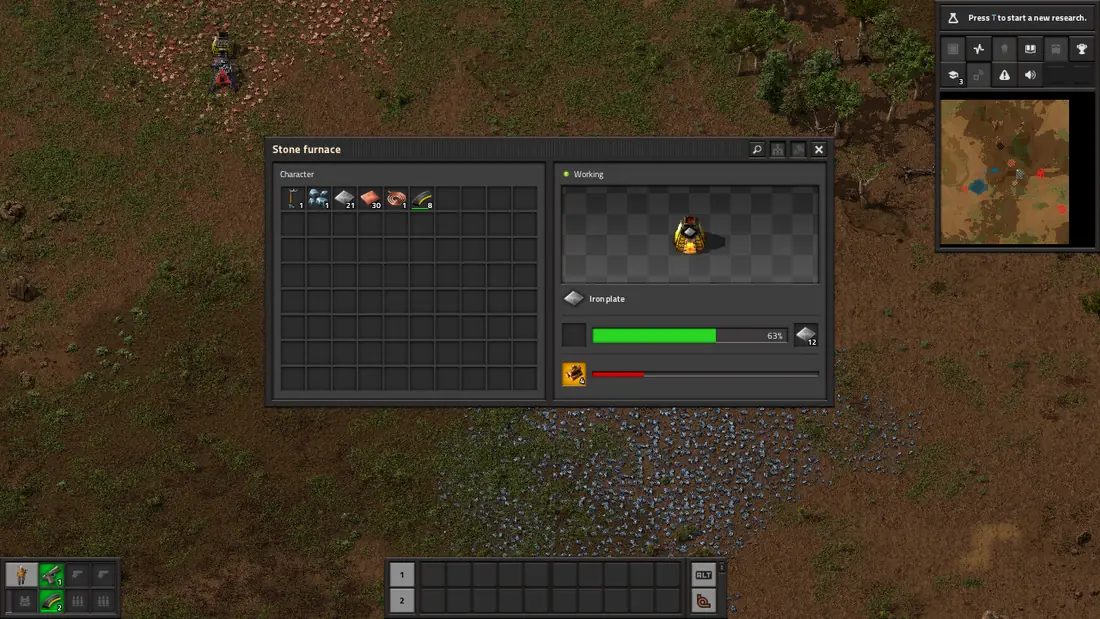 Press T to start a new research.
3
Stone furnace
Character
Working
1
1
21
30
1
8
Iron plate
63%
12
4
1
2
1
2
ALT